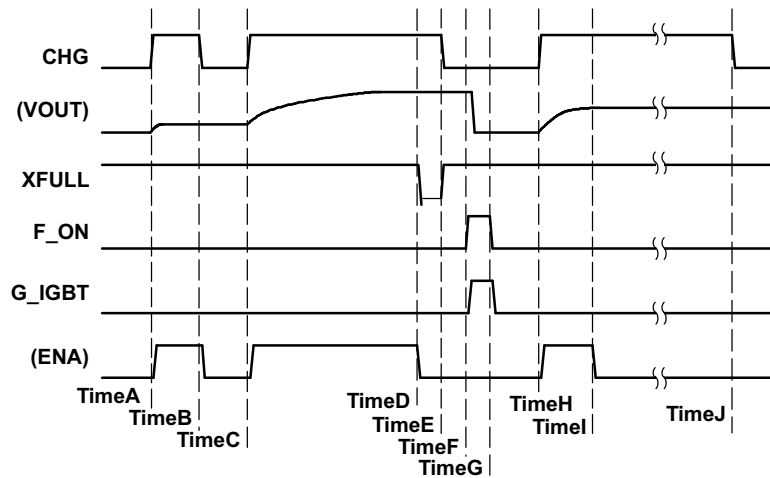 CHG
(VOUT)
XFULL
F_ON
G_IGBT
(ENA)
TimeA
TimeB
TimeC
TimeD
TimeE
TimeF
TimeG
TimeH
TimeI
TimeJ